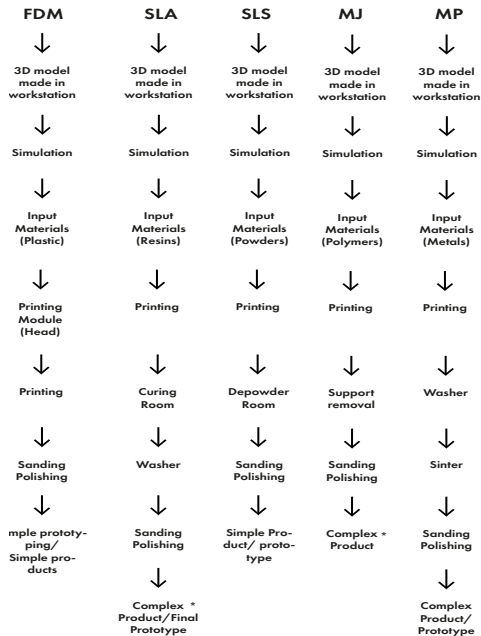 FDM
3D model
made in
workstation
Simulation
Input
Materials
(Plastic)
Printing
Module
(Head)
Printing
Sanding
Polishing
mple prototy-
ping/
Simple pro-
ducts
SLA
3D model
made in
workstation
Simulation
Input
Materials
(Resins)
Printing
Curing
Room
Washer
Sanding
Polishing
Complex *
Product/Final
Prototype
SLS
3D model
made in
workstation
Simulation
Input
Materials
(Powders)
Printing
Depowder
Room
Sanding
Polishing
Simple Pro-
duct/ proto-
type
MJ
3D model
made in
workstation
Simulation
Input
Materials
(Polymers)
Printing
Support
removal
Sanding
Polishing
Complex *
Product
MP
3D model
made in
workstation
Simulation
Input
Materials
(Metals)
Printing
Washer
Sinter
Sanding
Polishing
Complex
Product/
Prototype